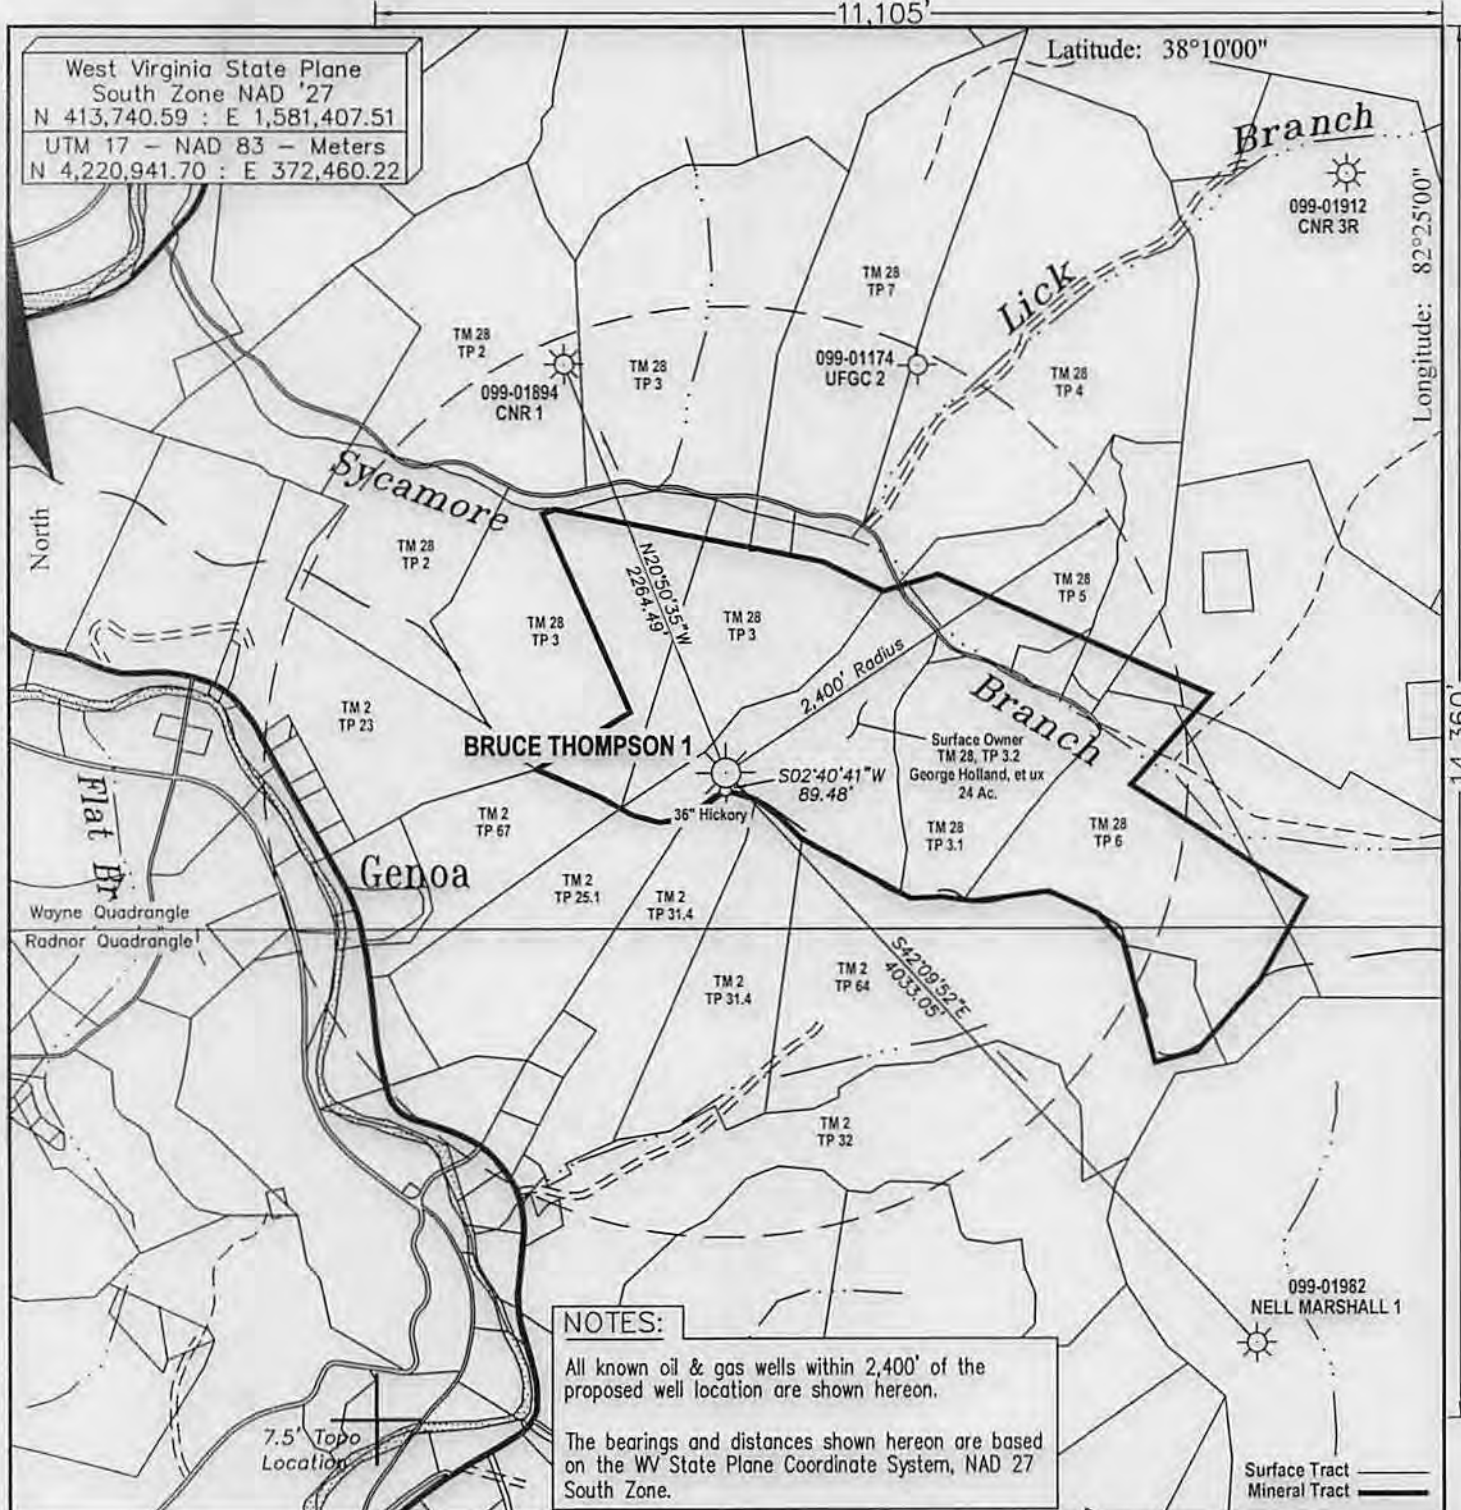 11,105'
West Virginia State Plane
South Zone NAD '27
N 413,740.59 : E 1,581,407.51
UTM 17 – NAD 83 – Meters
N 4,220,941.70 : E 372,460.22
Latitude: 38°10'00"
Longitude: 82°25'00"
14,360'
Branch
099-01912
CNR 3R
Lick
TM 28
TP 7
TM 28
TP 2
099-01894
CNR 1
TM 28
TP 3
099-01174
UFGC 2
TM 28
TP 4
North
Sycamore
TM 28
TP 2
N20°50'35"W
2264.49'
TM 28
TP 5
TM 28
TP 3
TM 28
TP 3
2,400' Radius
Branch
TM 2
TP 23
BRUCE THOMPSON 1
Surface Owner
TM 28, TP 3.2
George Holland, et ux
24 Ac.
S02°40'41"W
89.48'
36" Hickory
Flat Br
TM 2
TP 67
TM 28
TP 3.1
TM 28
TP 6
Genoa
TM 2
TP 25.1
TM 2
TP 31.4
Wayne Quadrangle
Radnor Quadrangle
TM 2
TP 31.4
TM 2
TP 64
S42°09'52"E
4033.05'
TM 2
TP 32
099-01982
NELL MARSHALL 1
NOTES:
All known oil & gas wells within 2,400' of the
proposed well location are shown hereon.
The bearings and distances shown hereon are based
on the WV State Plane Coordinate System, NAD 27
South Zone.
7.5' Topo
Location
Surface Tract
Mineral Tract